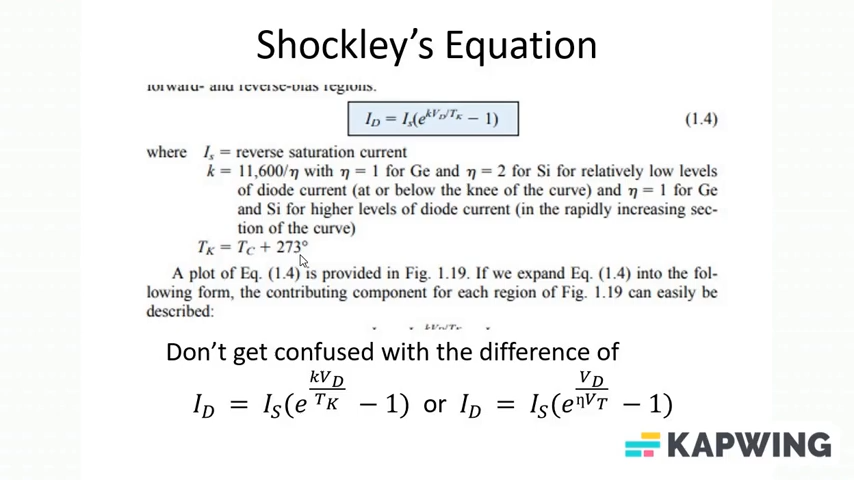 Shockley's Equation
forward- and reverse-bias regions.
I_D = I_s(e^{kV_D/T_K} − 1) (1.4)
where I_s = reverse saturation current
k = 11,600/η with η = 1 for Ge and η = 2 for Si for relatively low levels
of diode current (at or below the knee of the curve) and η = 1 for Ge
and Si for higher levels of diode current (in the rapidly increasing sec-
tion of the curve)
T_K = T_C + 273°
A plot of Eq. (1.4) is provided in Fig. 1.19. If we expand Eq. (1.4) into the fol-
lowing form, the contributing component for each region of Fig. 1.19 can easily be
described:
Don't get confused with the difference of
I_D = I_S(e^{kV_D/T_K} − 1) or I_D = I_S(e^{V_D/ηV_T} − 1)
KAPWING